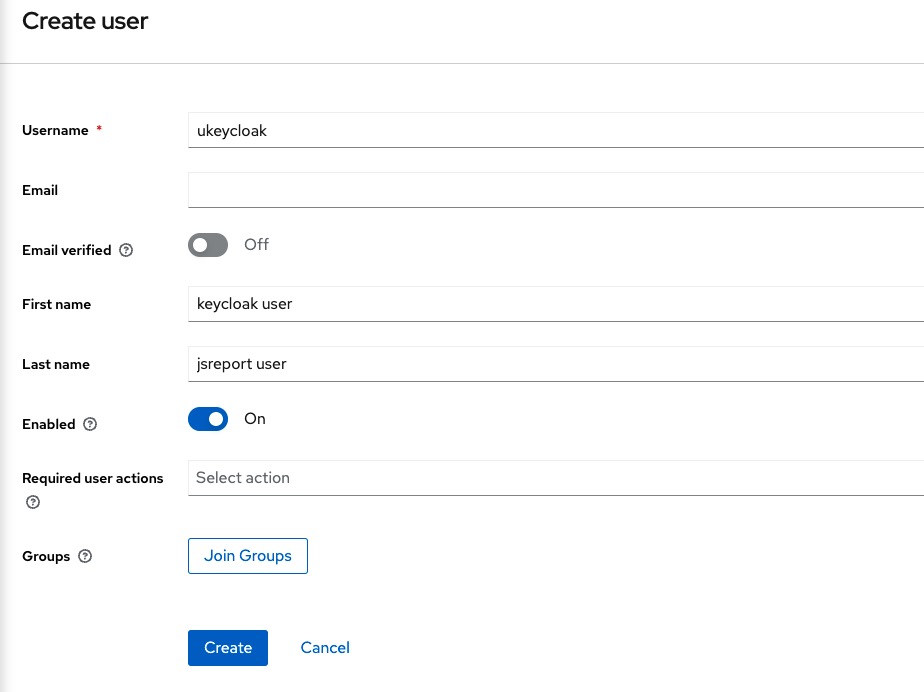 Create user
Username *
ukeycloak
Email
Email verified
Off
First name
keycloak user
Last name
jsreport user
Enabled
On
Required user actions
Select action
Groups
Join Groups
Create
Cancel